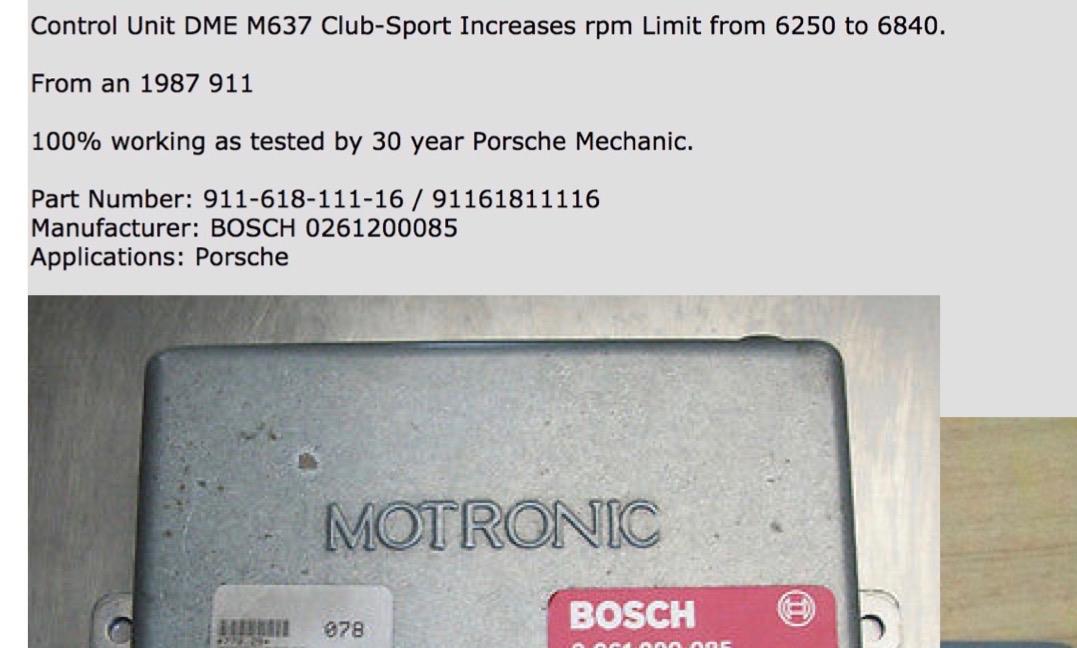 Control Unit DME M637 Club-Sport Increases rpm Limit from 6250 to 6840.
From an 1987 911
100% working as tested by 30 year Porsche Mechanic.
Part Number: 911-618-111-16 / 91161811116
Manufacturer: BOSCH 0261200085
Applications: Porsche
MOTRONIC
078
BOSCH